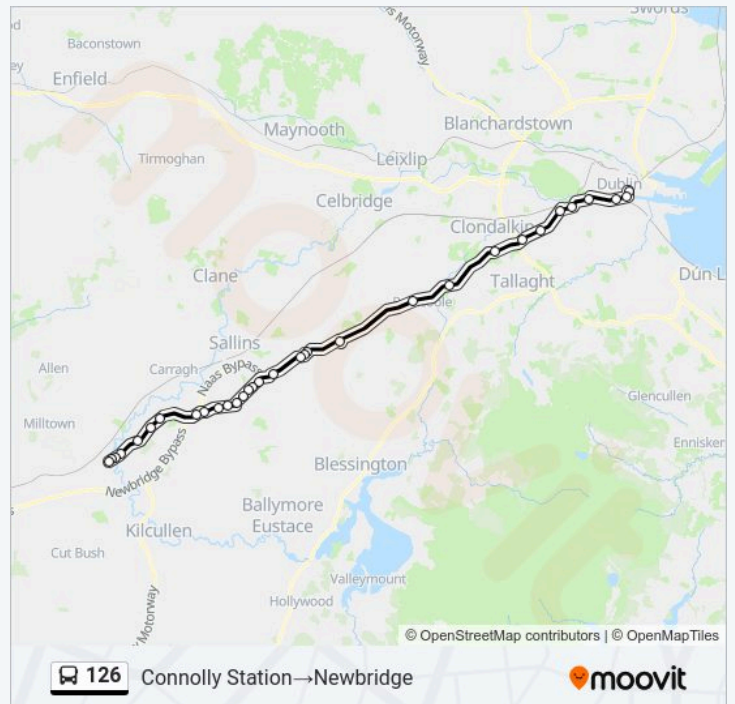 Swords
s Motorway
Baconstown
Enfield
Blanchardstown
Maynooth
Tirmoghan
Leixlip
Dublin
Celbridge
Clondalkin
Clane
Tallaght
Dún L
Sallins
Allen
Carragh
Naas Bypass
Glencullen
Milltown
Ennisker
Blessington
Newbridge Bypass
Ballymore
Eustace
Kilcullen
Cut Bush
Valleymount
Hollywood
Motorway
© OpenStreetMap contributors | © OpenMapTiles
126 Connolly Station→Newbridge
moovit